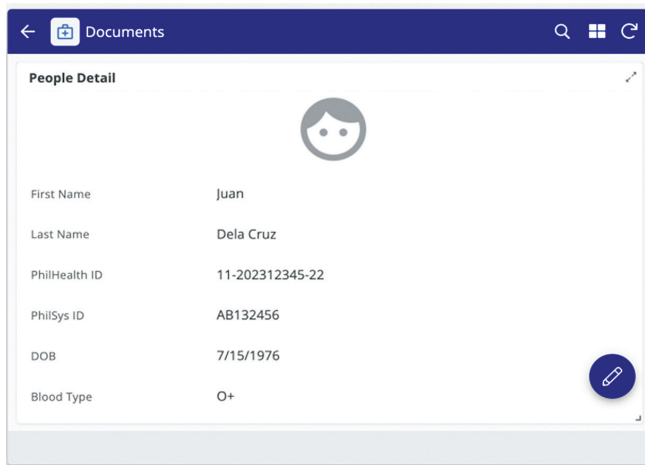 Documents
People Detail
First Name Juan
Last Name Dela Cruz
PhilHealth ID 11-202312345-22
PhilSys ID AB132456
DOB 7/15/1976
Blood Type O+